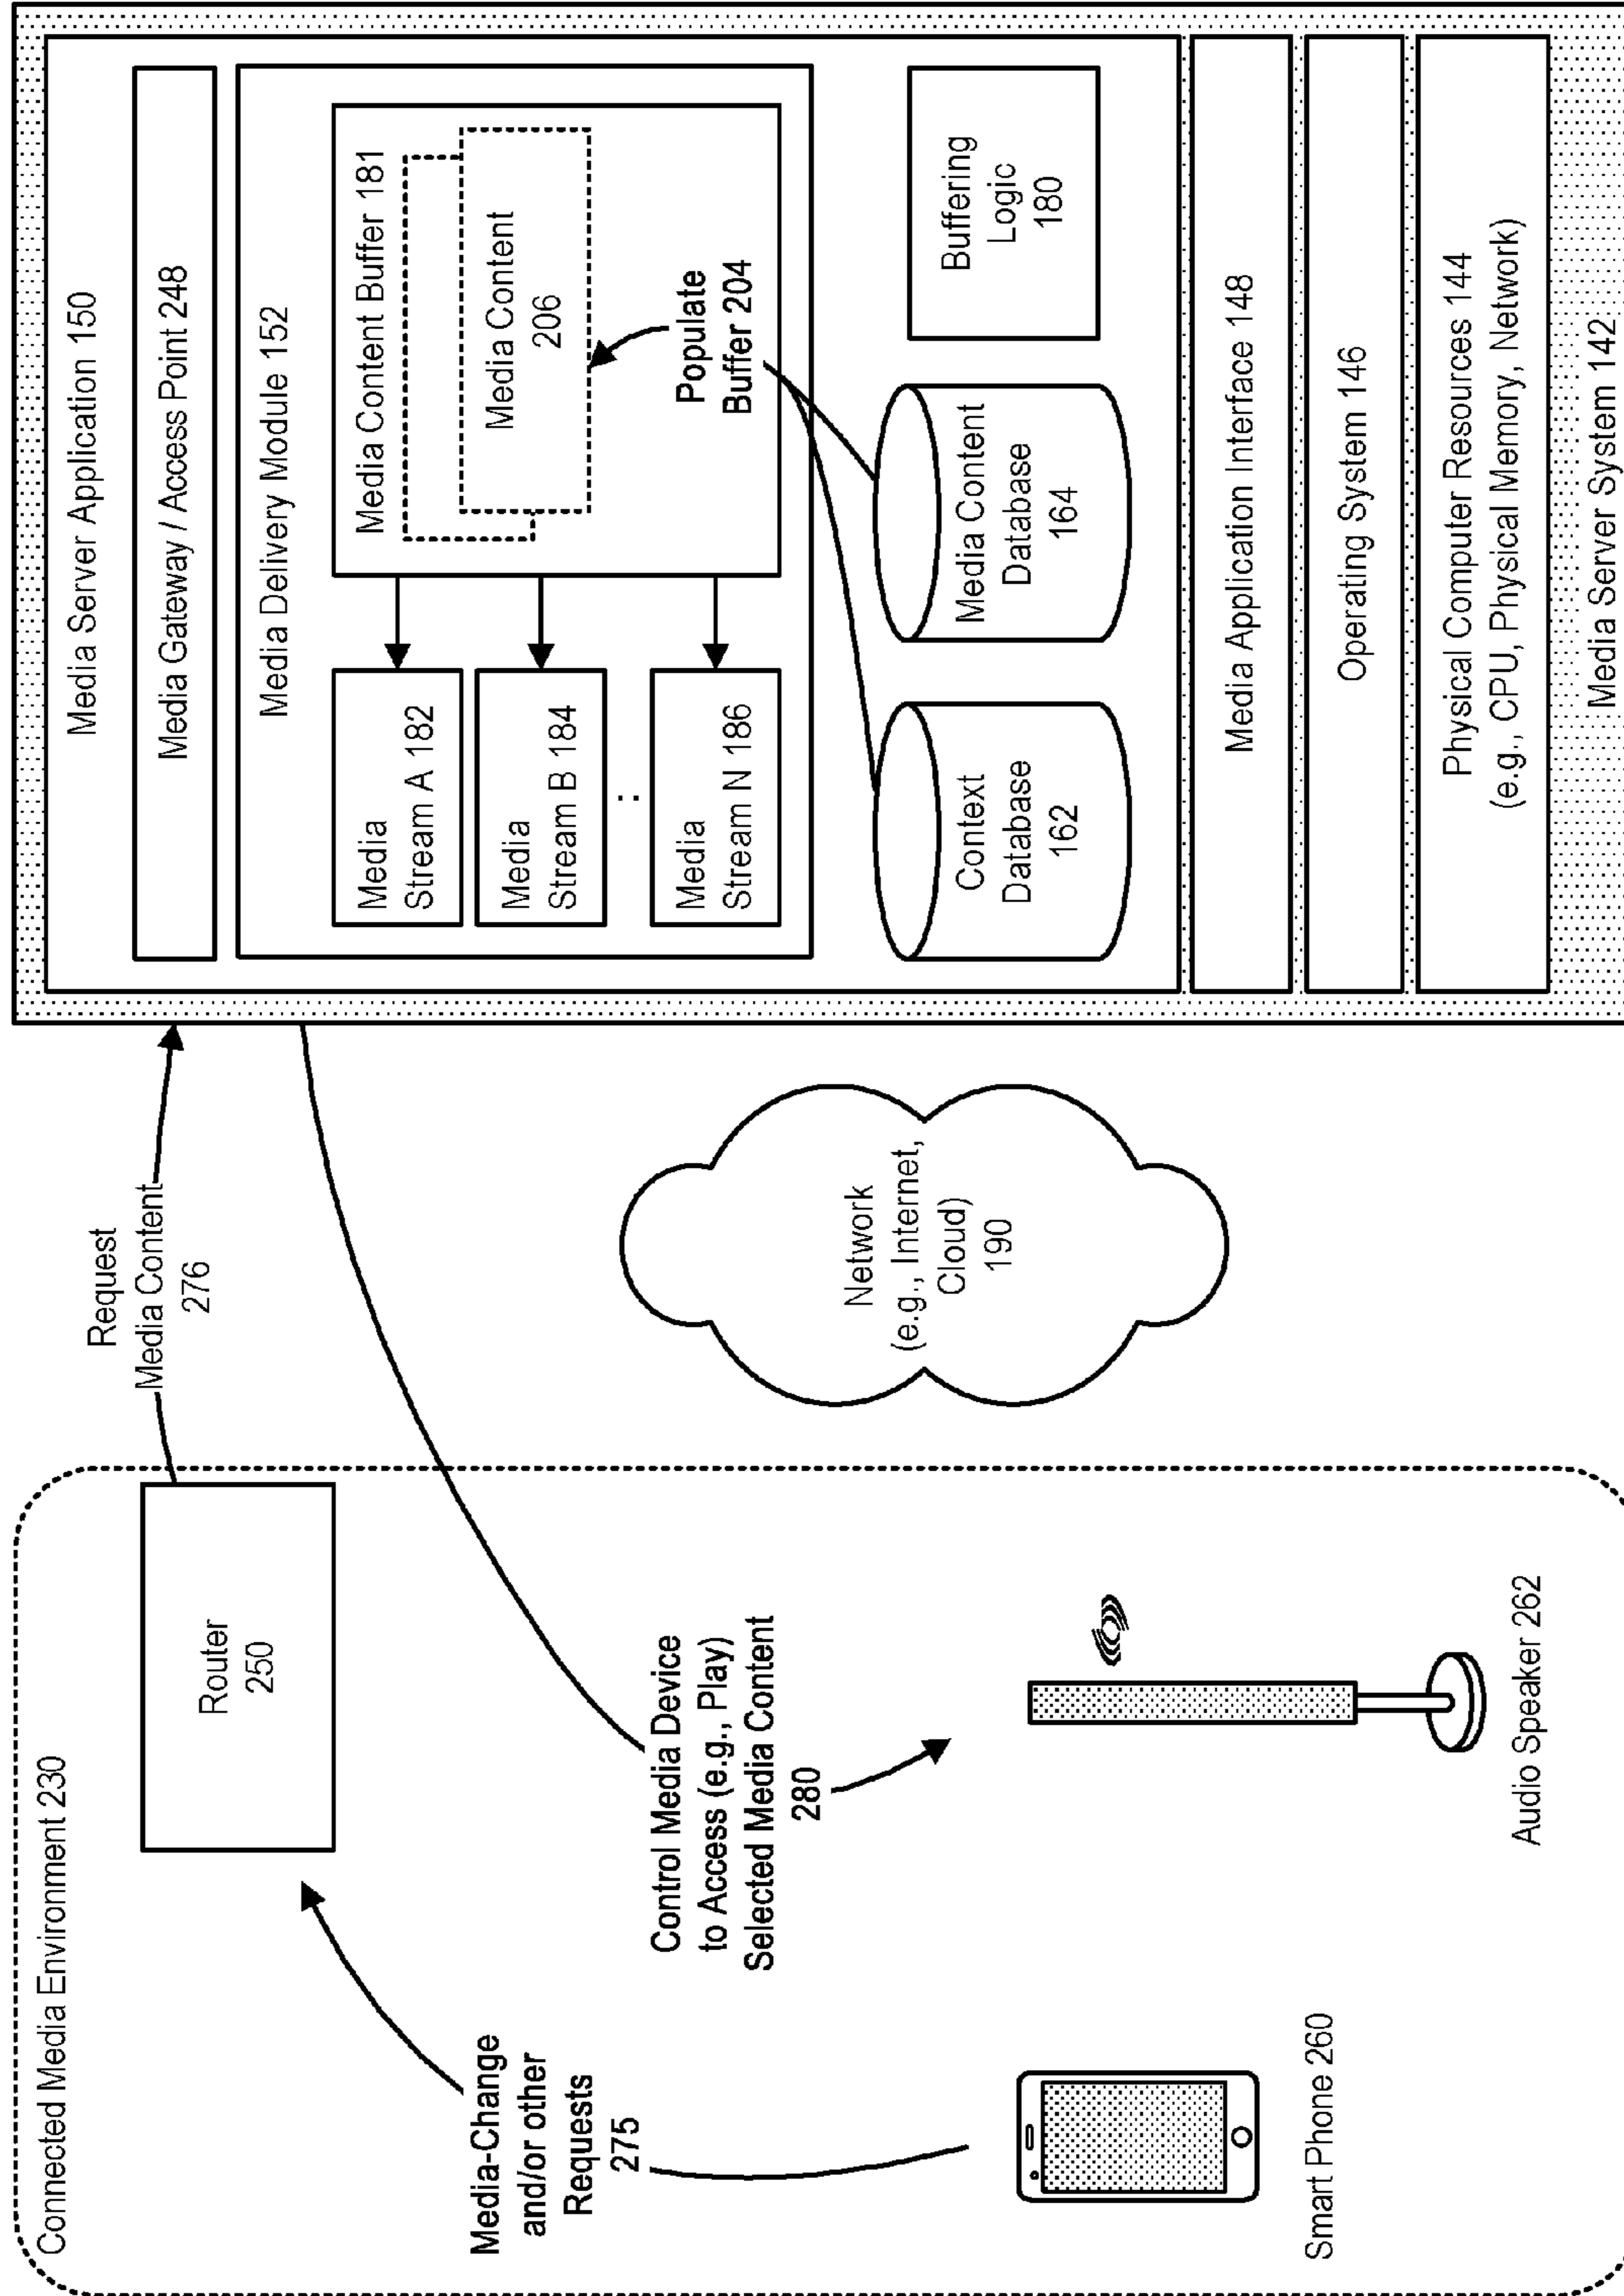 Connected Media Environment 230
Router
250
Media-Change
and/or other
Requests
275
Control Media Device
to Access (e.g., Play)
Selected Media Content
280
Smart Phone 260
Audio Speaker 262
Request
Media Content
276
Network
(e.g., Internet,
Cloud)
190
Media Server Application 150
Media Gateway / Access Point 248
Media Delivery Module 152
Media
Stream A 182
Media
Stream B 184
:
Media
Stream N 186
Media Content Buffer 181
Media Content
206
Populate
Buffer 204
Context
Database
162
Media Content
Database
164
Buffering
Logic
180
Media Application Interface 148
Operating System 146
Physical Computer Resources 144
(e.g., CPU, Physical Memory, Network)
Media Server System 142